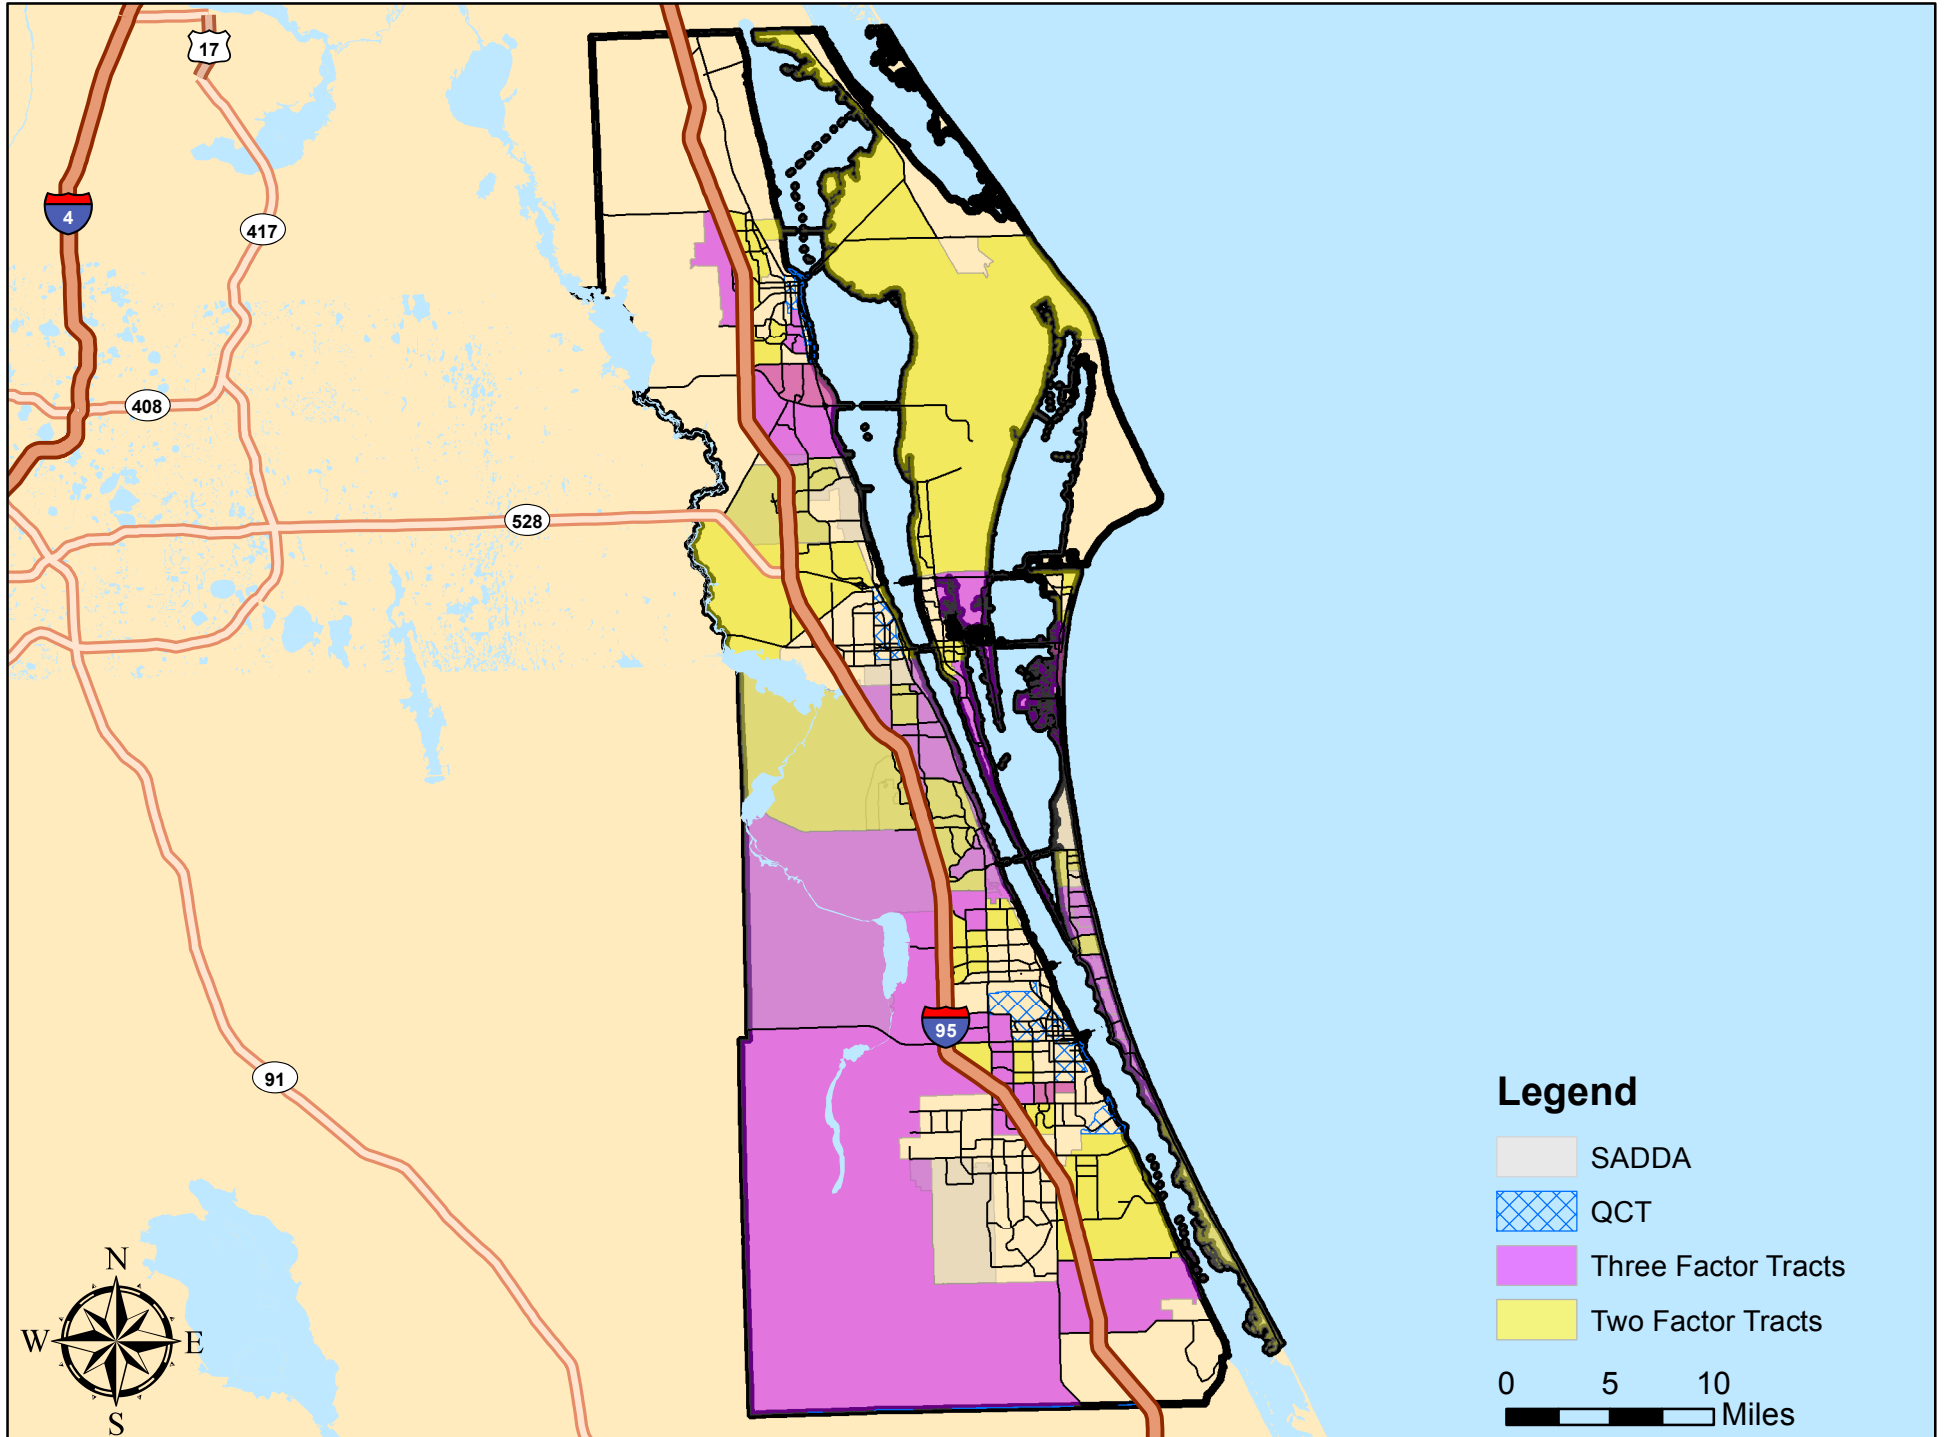 17
4
417
408
528
95
91
N
W E
S
Legend
SADDA
QCT
Three Factor Tracts
Two Factor Tracts
0 5 10
Miles